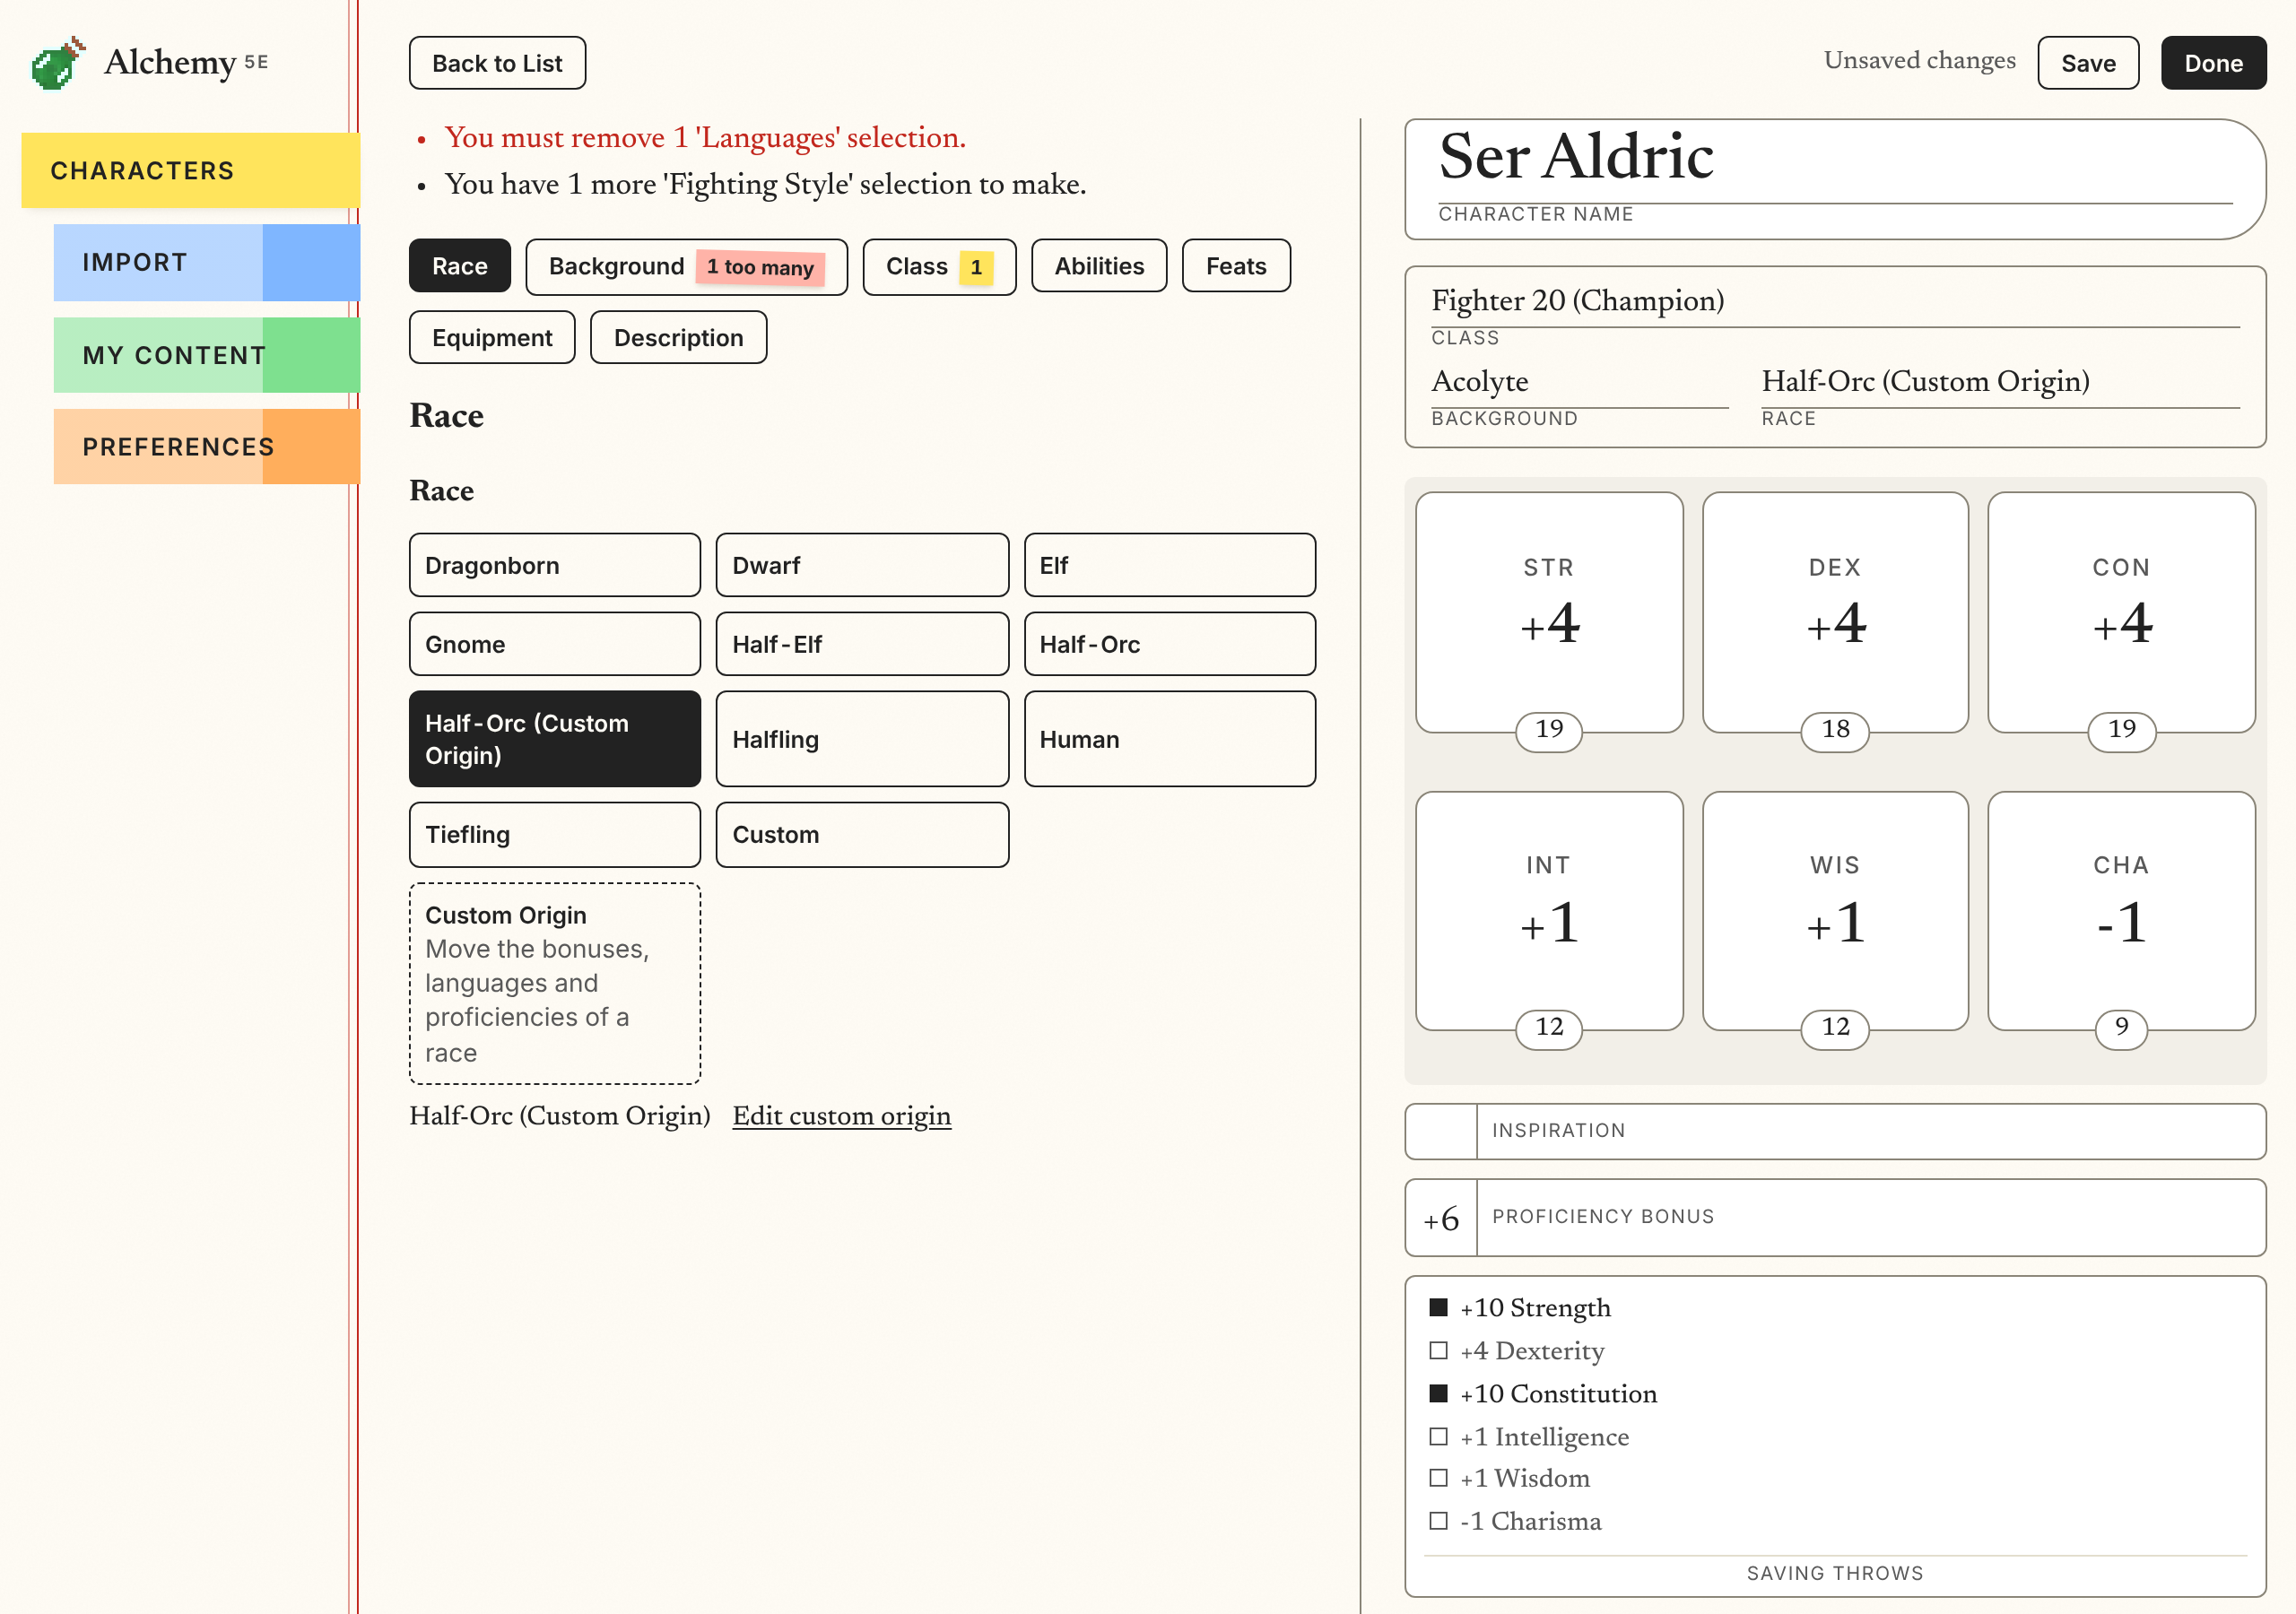 Alchemy 5E
CHARACTERS
IMPORT
MY CONTENT
PREFERENCES
Back to List
Unsaved changes
Save
Done
• You must remove 1 'Languages' selection.
• You have 1 more 'Fighting Style' selection to make.
Race
Background 1 too many
Class 1
Abilities
Feats
Equipment
Description
Race
Race
Dragonborn
Dwarf
Elf
Gnome
Half-Elf
Half-Orc
Half-Orc (Custom
Origin)
Halfling
Human
Tiefling
Custom
Custom Origin
Move the bonuses,
languages and
proficiencies of a
race
Half-Orc (Custom Origin) Edit custom origin
Ser Aldric
CHARACTER NAME
Fighter 20 (Champion)
CLASS
Acolyte
BACKGROUND
Half-Orc (Custom Origin)
RACE
STR
+4
19
DEX
+4
18
CON
+4
19
INT
+1
12
WIS
+1
12
CHA
-1
9
INSPIRATION
+6 PROFICIENCY BONUS
+10 Strength
+4 Dexterity
+10 Constitution
+1 Intelligence
+1 Wisdom
-1 Charisma
SAVING THROWS